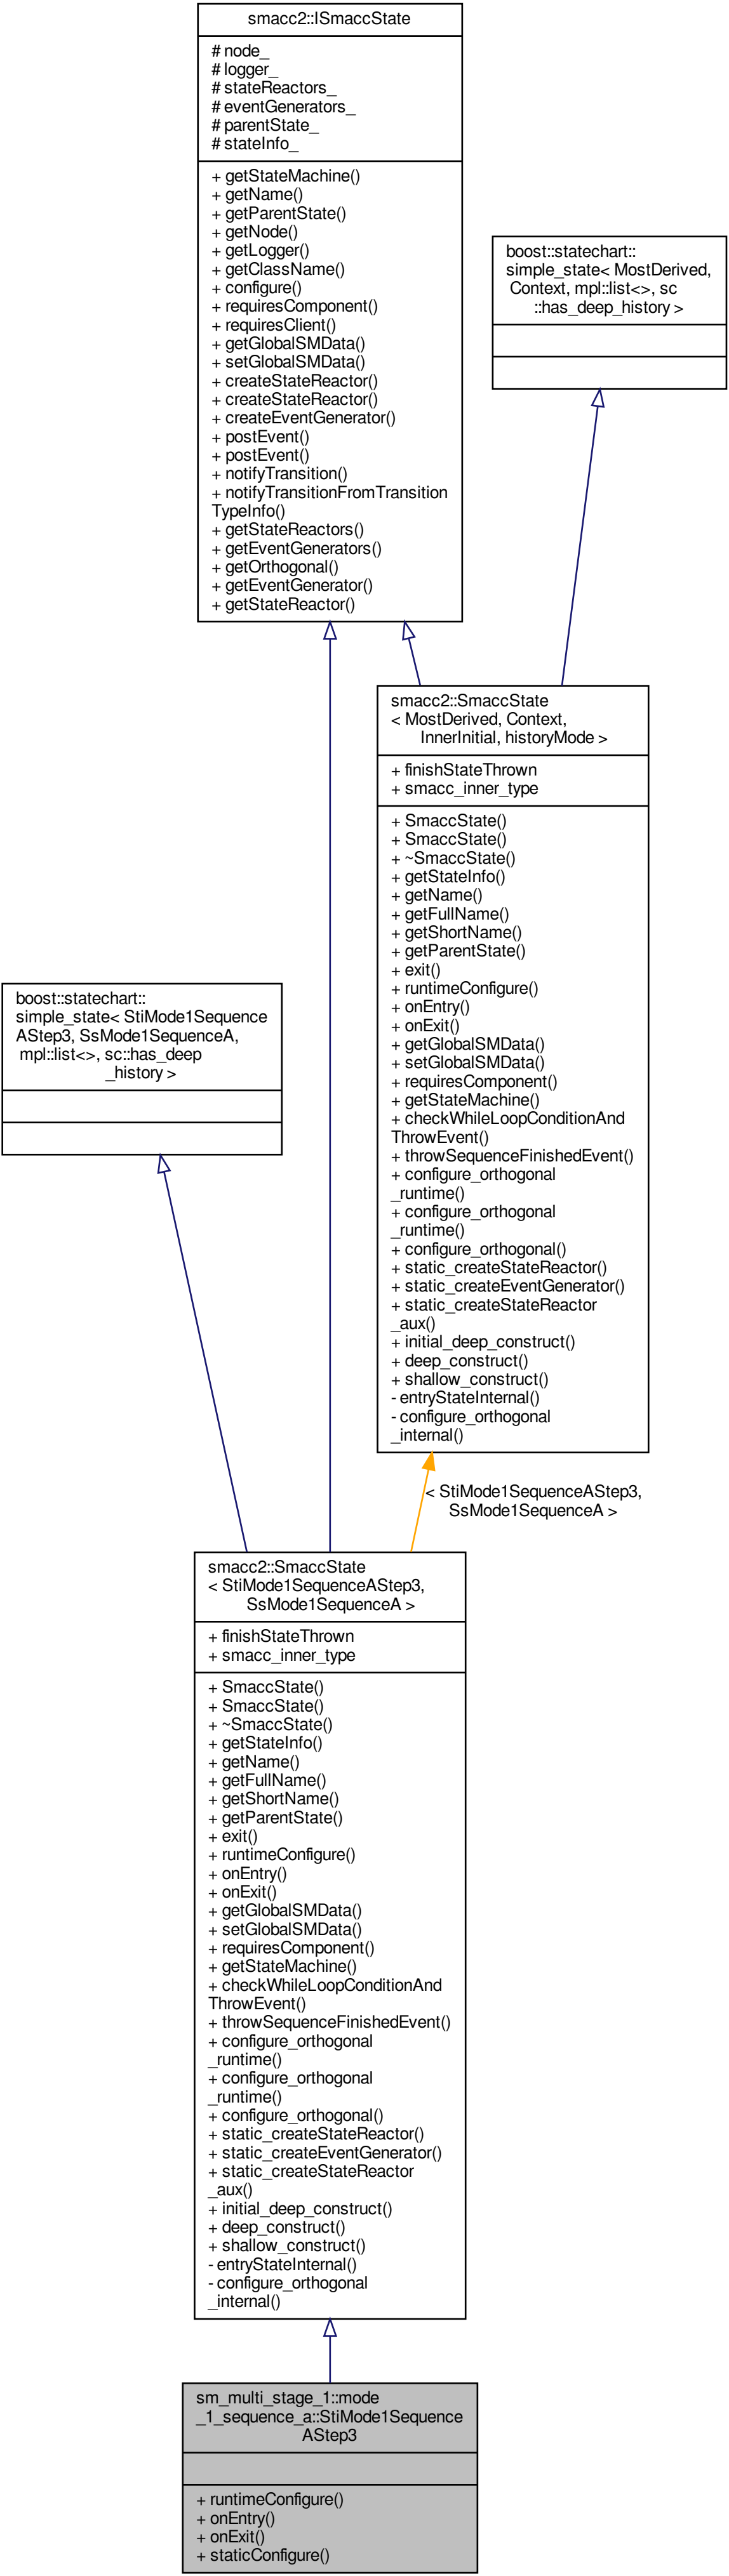 smacc2::ISmaccState
# node_
# logger_
# stateReactors_
# eventGenerators_
# parentState_
# stateInfo_
+ getStateMachine()
+ getName()
+ getParentState()
+ getNode()
+ getLogger()
+ getClassName()
+ configure()
+ requiresComponent()
+ requiresClient()
+ getGlobalSMData()
+ setGlobalSMData()
+ createStateReactor()
+ createStateReactor()
+ createEventGenerator()
+ postEvent()
+ postEvent()
+ notifyTransition()
+ notifyTransitionFromTransition
TypeInfo()
+ getStateReactors()
+ getEventGenerators()
+ getOrthogonal()
+ getEventGenerator()
+ getStateReactor()
boost::statechart::
simple_state< MostDerived,
Context, mpl::list<>, sc
::has_deep_history >
smacc2::SmaccState
< MostDerived, Context,
InnerInitial, historyMode >
+ finishStateThrown
+ smacc_inner_type
+ SmaccState()
+ SmaccState()
+ ~SmaccState()
+ getStateInfo()
+ getName()
+ getFullName()
+ getShortName()
+ getParentState()
+ exit()
+ runtimeConfigure()
+ onEntry()
+ onExit()
+ getGlobalSMData()
+ setGlobalSMData()
+ requiresComponent()
+ getStateMachine()
+ checkWhileLoopConditionAnd
ThrowEvent()
+ throwSequenceFinishedEvent()
+ configure_orthogonal
_runtime()
+ configure_orthogonal
_runtime()
+ configure_orthogonal()
+ static_createStateReactor()
+ static_createEventGenerator()
+ static_createStateReactor
_aux()
+ initial_deep_construct()
+ deep_construct()
+ shallow_construct()
- entryStateInternal()
- configure_orthogonal
_internal()
boost::statechart::
simple_state< StiMode1Sequence
AStep3, SsMode1SequenceA,
mpl::list<>, sc::has_deep
_history >
< StiMode1SequenceAStep3,
SsMode1SequenceA >
smacc2::SmaccState
< StiMode1SequenceAStep3,
SsMode1SequenceA >
+ finishStateThrown
+ smacc_inner_type
+ SmaccState()
+ SmaccState()
+ ~SmaccState()
+ getStateInfo()
+ getName()
+ getFullName()
+ getShortName()
+ getParentState()
+ exit()
+ runtimeConfigure()
+ onEntry()
+ onExit()
+ getGlobalSMData()
+ setGlobalSMData()
+ requiresComponent()
+ getStateMachine()
+ checkWhileLoopConditionAnd
ThrowEvent()
+ throwSequenceFinishedEvent()
+ configure_orthogonal
_runtime()
+ configure_orthogonal
_runtime()
+ configure_orthogonal()
+ static_createStateReactor()
+ static_createEventGenerator()
+ static_createStateReactor
_aux()
+ initial_deep_construct()
+ deep_construct()
+ shallow_construct()
- entryStateInternal()
- configure_orthogonal
_internal()
sm_multi_stage_1::mode
_1_sequence_a::StiMode1Sequence
AStep3
+ runtimeConfigure()
+ onEntry()
+ onExit()
+ staticConfigure()